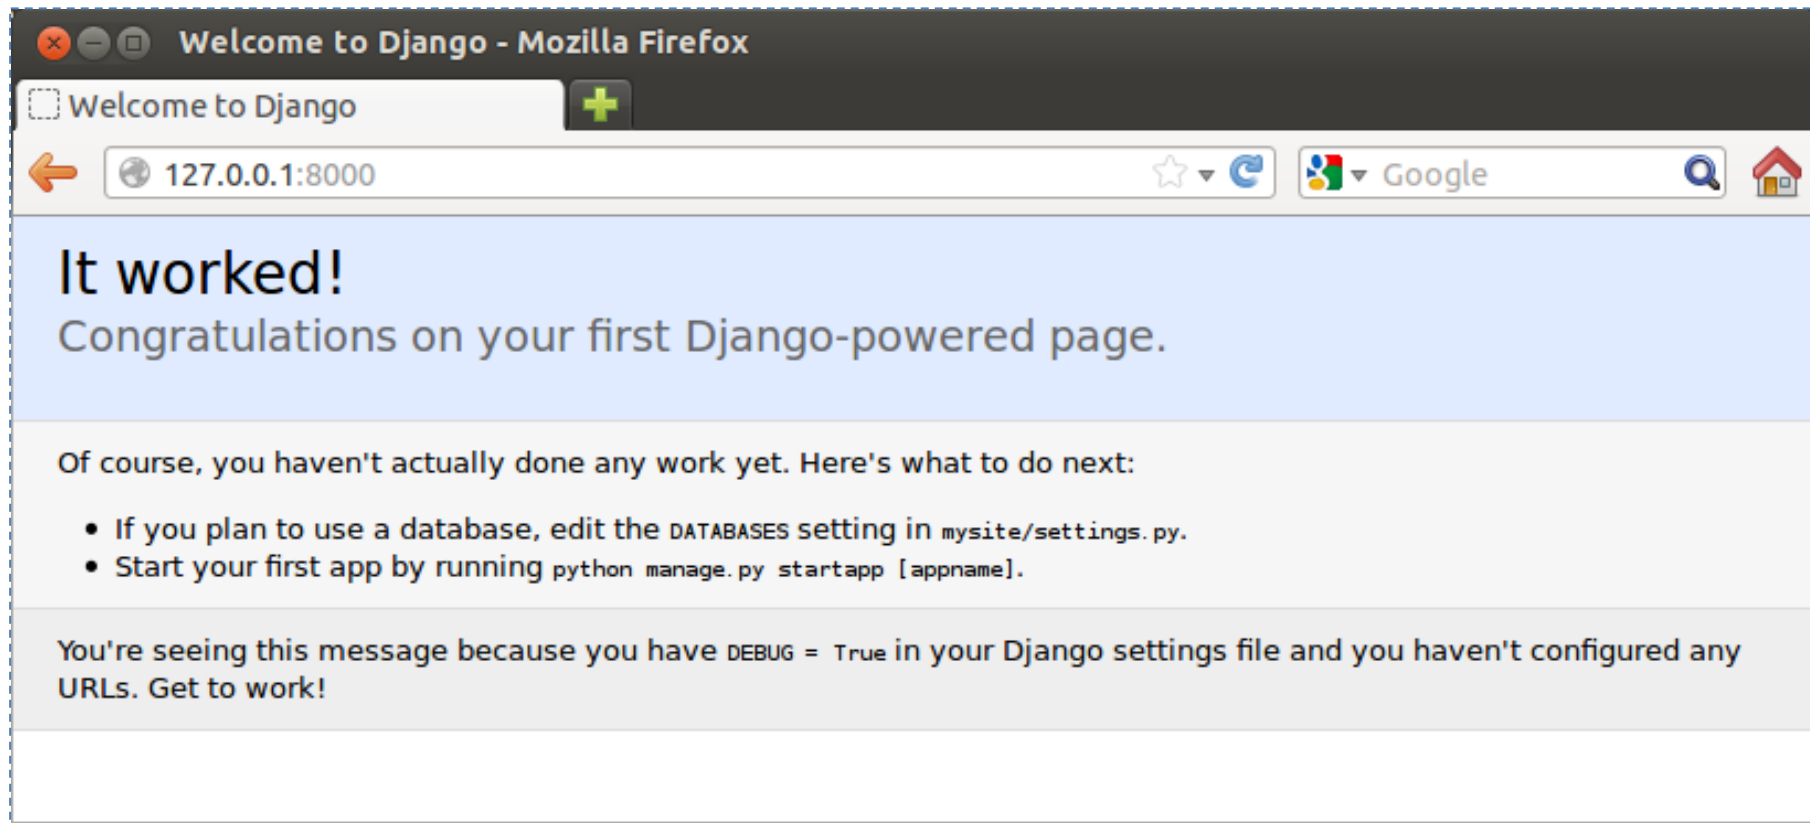 Welcome to Django - Mozilla Firefox
Welcome to Django
127.0.0.1:8000
Google
It worked!
Congratulations on your first Django-powered page.
Of course, you haven't actually done any work yet. Here's what to do next:
• If you plan to use a database, edit the DATABASES setting in mysite/settings.py.
• Start your first app by running python manage.py startapp [appname].
You're seeing this message because you have DEBUG = True in your Django settings file and you haven't configured any
URLs. Get to work!